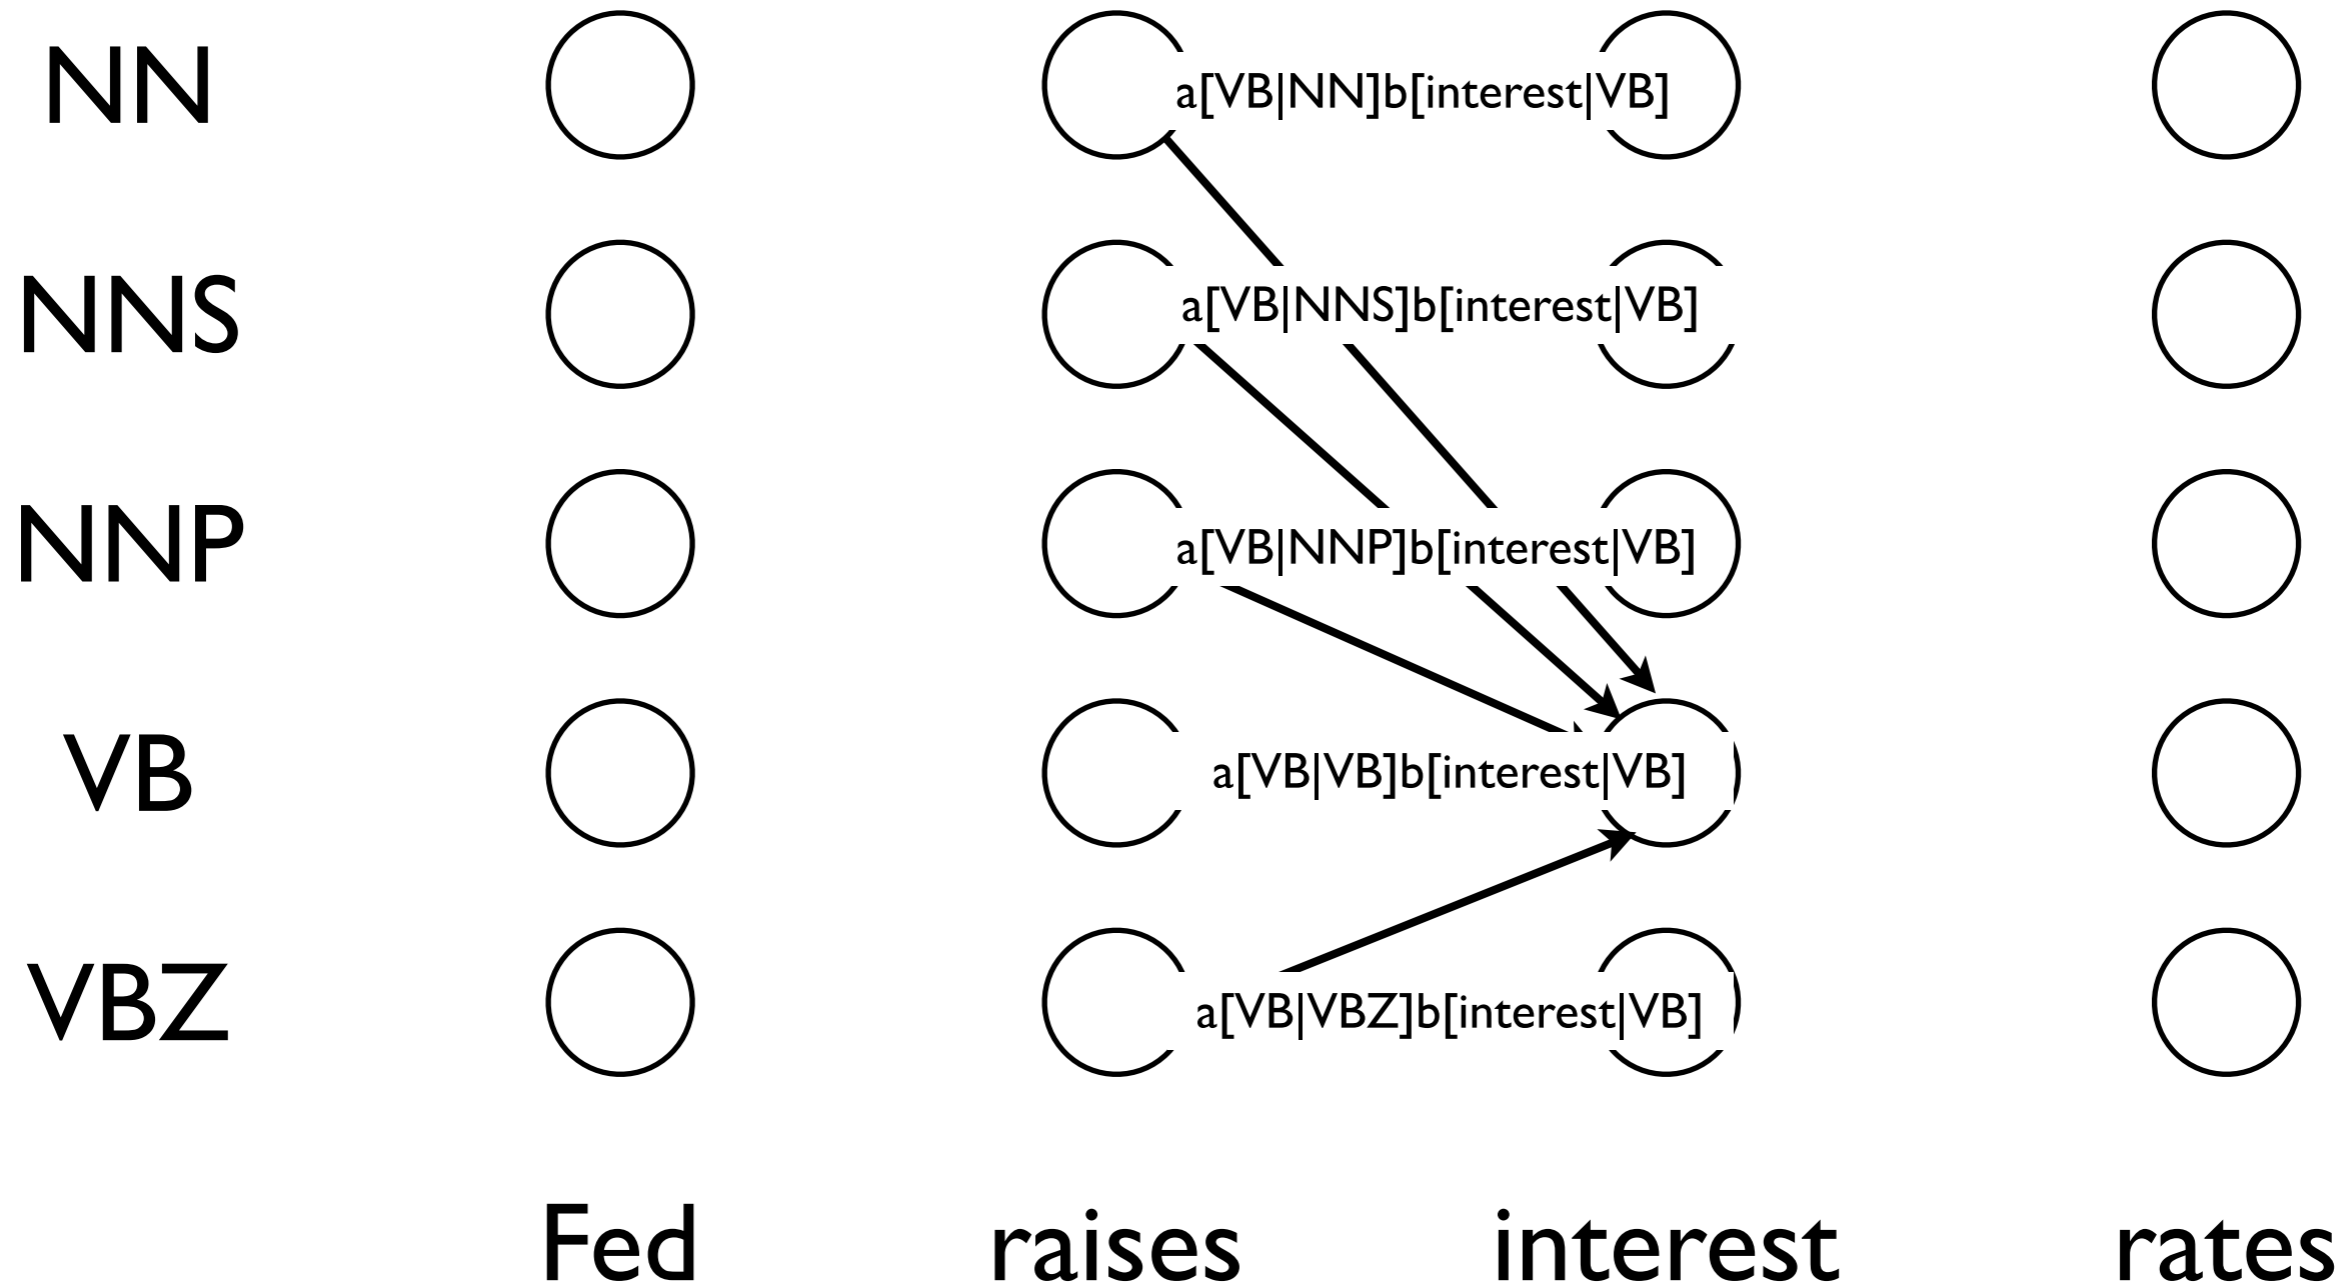 NN a[VB|NN]b[interest|VB]
NNS a[VB|NNS]b[interest|VB]
NNP a[VB|NNP]b[interest|VB]
VB a[VB|VB]b[interest|VB]
VBZ a[VB|VBZ]b[interest|VB]
Fed raises interest rates